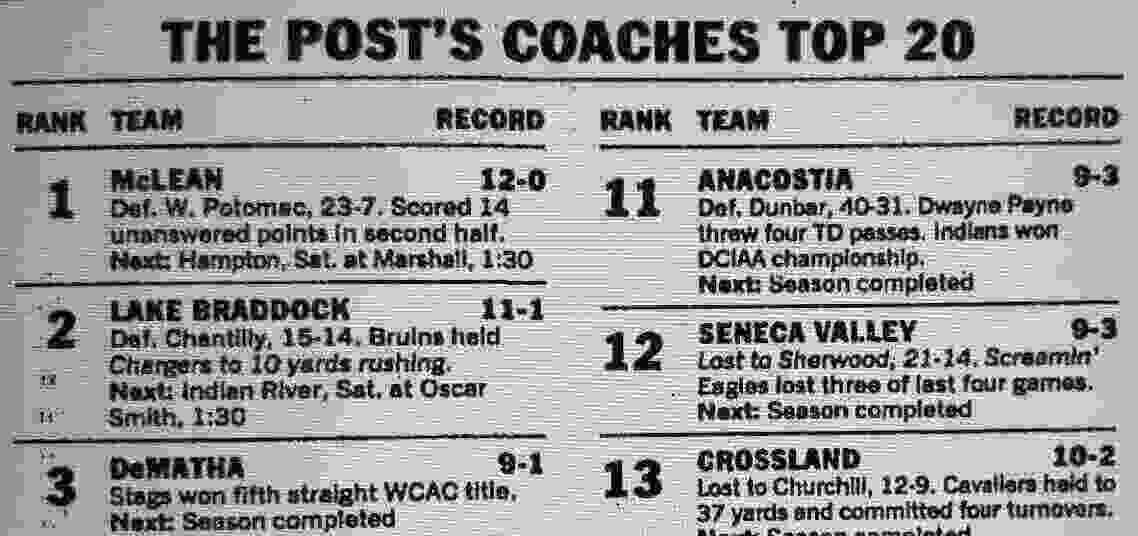 THE POST'S COACHES TOP 20
RANK TEAM RECORD
1 McLEAN 12-0
Def. W. Potomac, 23-7. Scored 14
unanswered points in second half.
Next: Hampton, Sat. at Marshall, 1:30
2 LAKE BRADDOCK 11-1
Def. Chantilly, 15-14. Bruins held
Chargers to 10 yards rushing.
Next: Indian River, Sat. at Oscar
Smith, 1:30
3 DeMATHA 9-1
Stags won fifth straight WCAC title.
Next: Season completed
RANK TEAM RECORD
11 ANACOSTIA 9-3
Def. Dunbar, 40-31. Dwayne Payne
threw four TD passes. Indians won
DCIAA championship.
Next: Season completed
12 SENECA VALLEY 9-3
Lost to Sherwood, 21-14. Screamin'
Eagles lost three of last four games.
Next: Season completed
13 CROSSLAND 10-2
Lost to Churchill, 12-9. Cavaliers held to
37 yards and committed four turnovers.
Next: Season completed